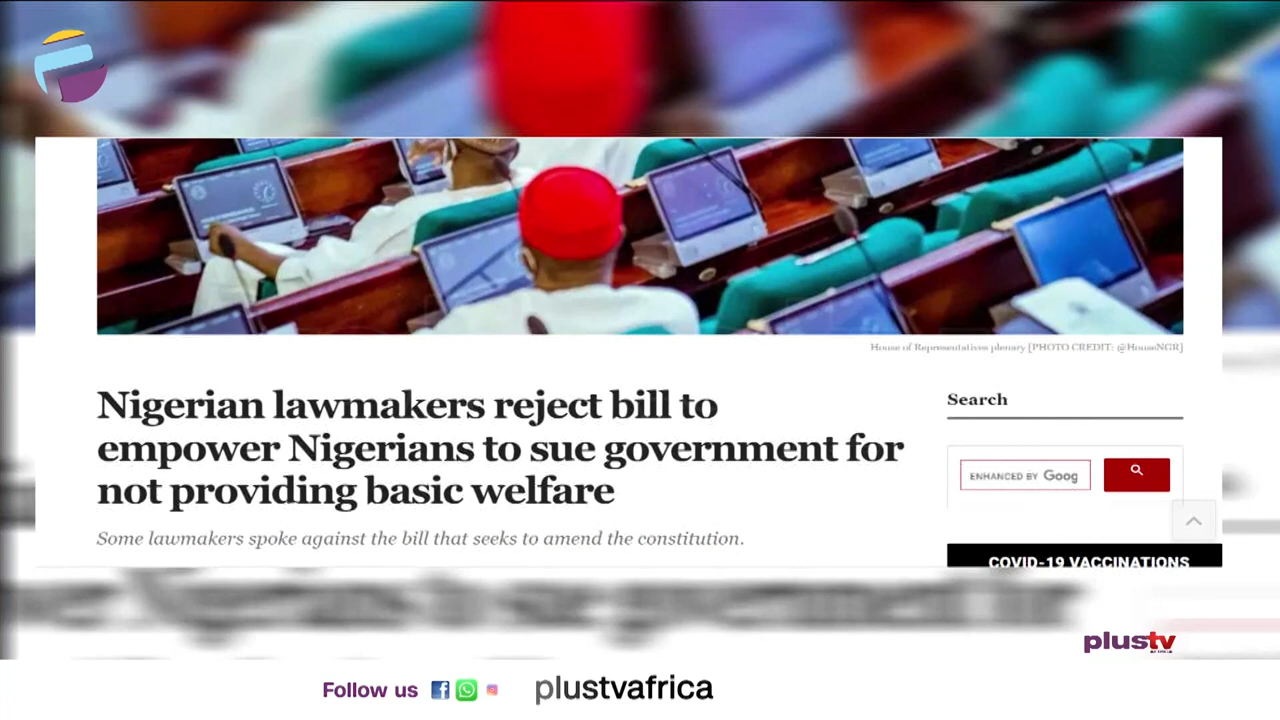 House of Representatives plenary [PHOTO CREDIT: @HouseNGR]
Nigerian lawmakers reject bill to
empower Nigerians to sue government for
not providing basic welfare
Some lawmakers spoke against the bill that seeks to amend the constitution.
Search
ENHANCED BY Goog
COVID-19 VACCINATIONS
plustv
Follow us
plustvafrica